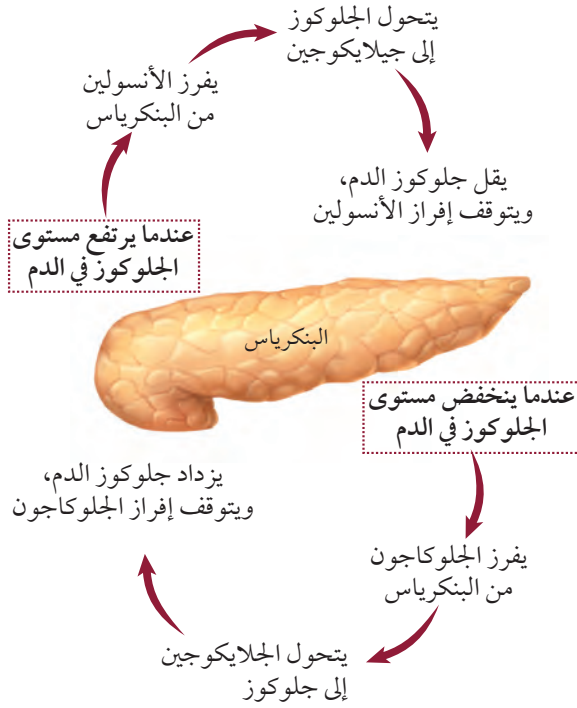 يتحول الجلوكوز
إلى جيلايكوجين
يفرز الأنسولين
من البنكرياس
يقل جلوكوز الدم،
ويتوقف إفراز الأنسولين
عندما يرتفع مستوى
الجلوكوز في الدم
البنكرياس
عندما ينخفض مستوى
الجلوكوز في الدم
يزداد جلوكوز الدم،
ويتوقف إفراز الجلوكاجون
يفرز الجلوكاجون
من البنكرياس
يتحول الجلايكوجين
إلى جلوكوز